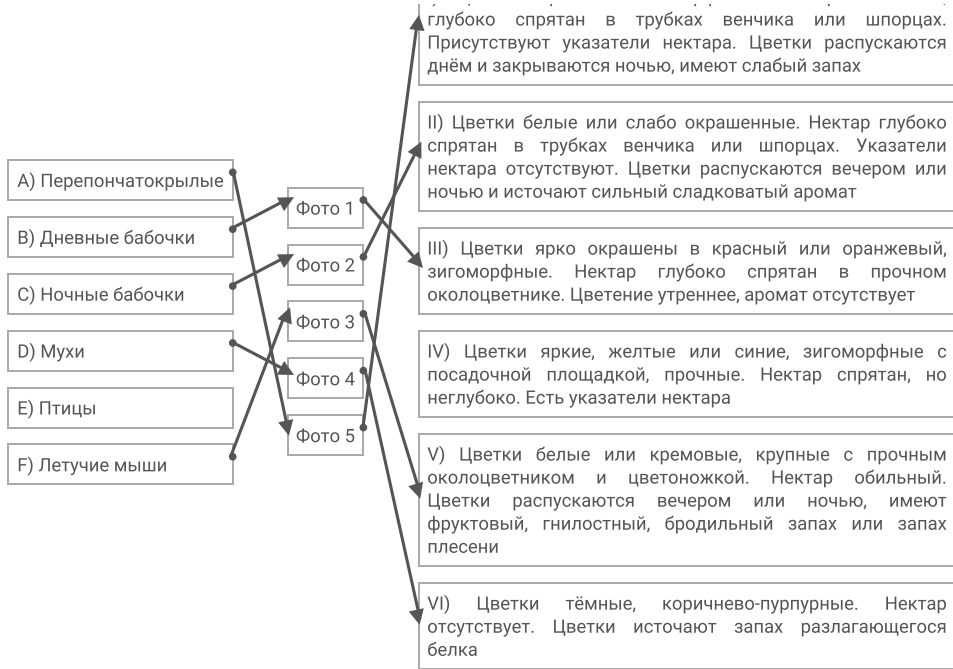 глубоко спрятан в трубках венчика или шпорцах.
Присутствуют указатели нектара. Цветки распускаются
днём и закрываются ночью, имеют слабый запах
II) Цветки белые или слабо окрашенные. Нектар глубоко
спрятан в трубках венчика или шпорцах. Указатели
нектара отсутствуют. Цветки распускаются вечером или
ночью и источают сильный сладковатый аромат
A) Перепончатокрылые
B) Дневные бабочки
C) Ночные бабочки
D) Мухи
E) Птицы
F) Летучие мыши
Фото 1
Фото 2
Фото 3
Фото 4
Фото 5
III) Цветки ярко окрашены в красный или оранжевый,
зигоморфные. Нектар глубоко спрятан в прочном
околоцветнике. Цветение утреннее, аромат отсутствует
IV) Цветки яркие, желтые или синие, зигоморфные с
посадочной площадкой, прочные. Нектар спрятан, но
неглубоко. Есть указатели нектара
V) Цветки белые или кремовые, крупные с прочным
околоцветником и цветоножкой. Нектар обильный.
Цветки распускаются вечером или ночью, имеют
фруктовый, гнилостный, бродильный запах или запах
плесени
VI) Цветки тёмные, коричнево-пурпурные. Нектар
отсутствует. Цветки источают запах разлагающегося
белка